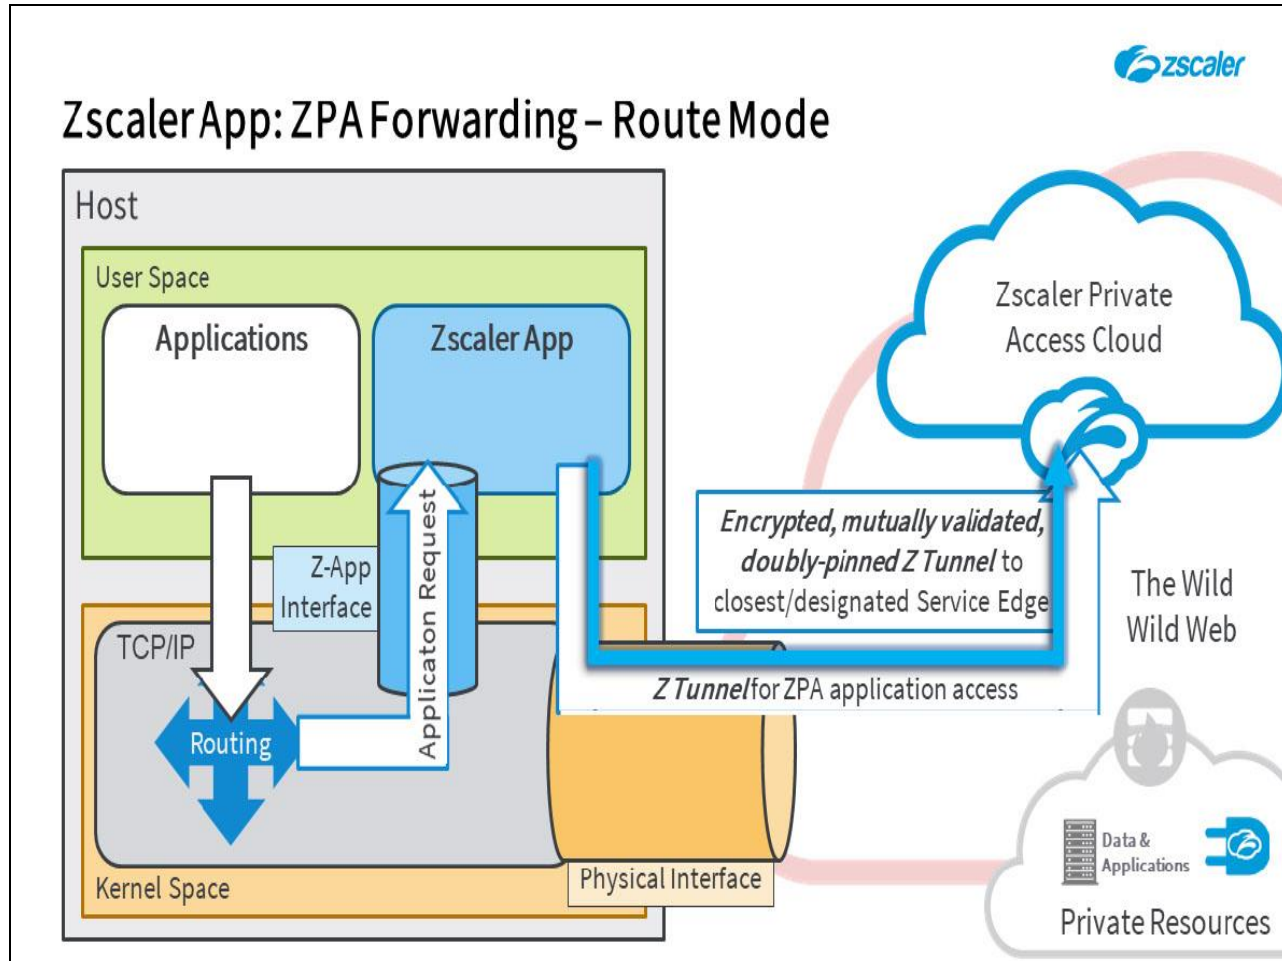 zscaler
Zscaler App: ZPA Forwarding – Route Mode
Host
User Space
Applications
Zscaler App
Z-App
Interface
Applicaton Request
TCP/IP
Routing
Kernel Space
Physical Interface
Encrypted, mutually validated,
doubly-pinned Z Tunnel to
closest/designated Service Edge
Z Tunnel for ZPA application access
Zscaler Private
Access Cloud
The Wild
Wild Web
Data &
Applications
Private Resources